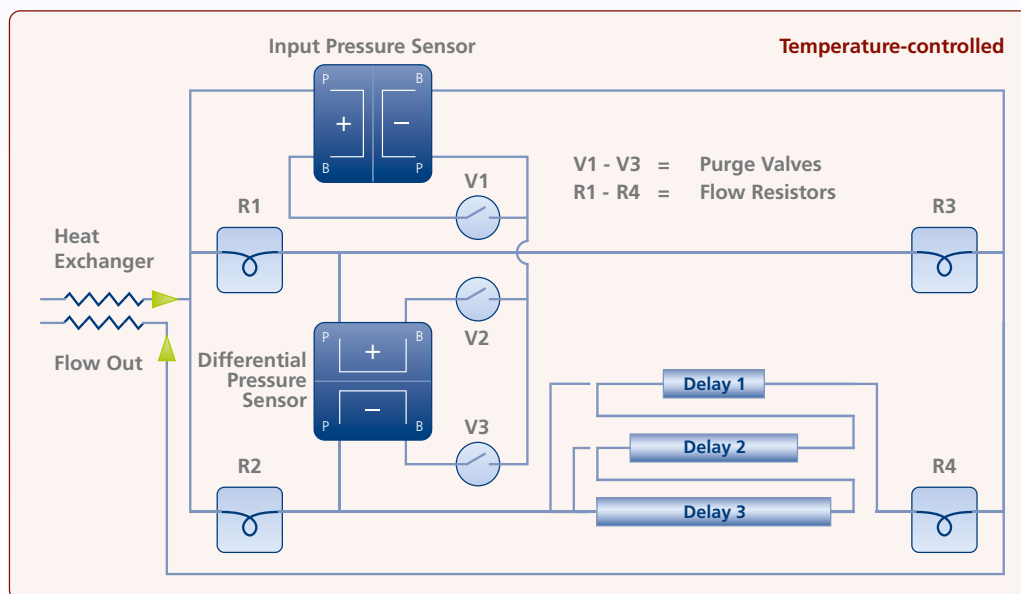 Input Pressure Sensor
Temperature-controlled
P B
+ −
B P
V1
V1 - V3 = Purge Valves
R1 - R4 = Flow Resistors
R1
R3
Heat
Exchanger
V2
Flow Out
P B
+
Differential
Pressure
Sensor
−
P B
Delay 1
V3
Delay 2
R2
R4
Delay 3